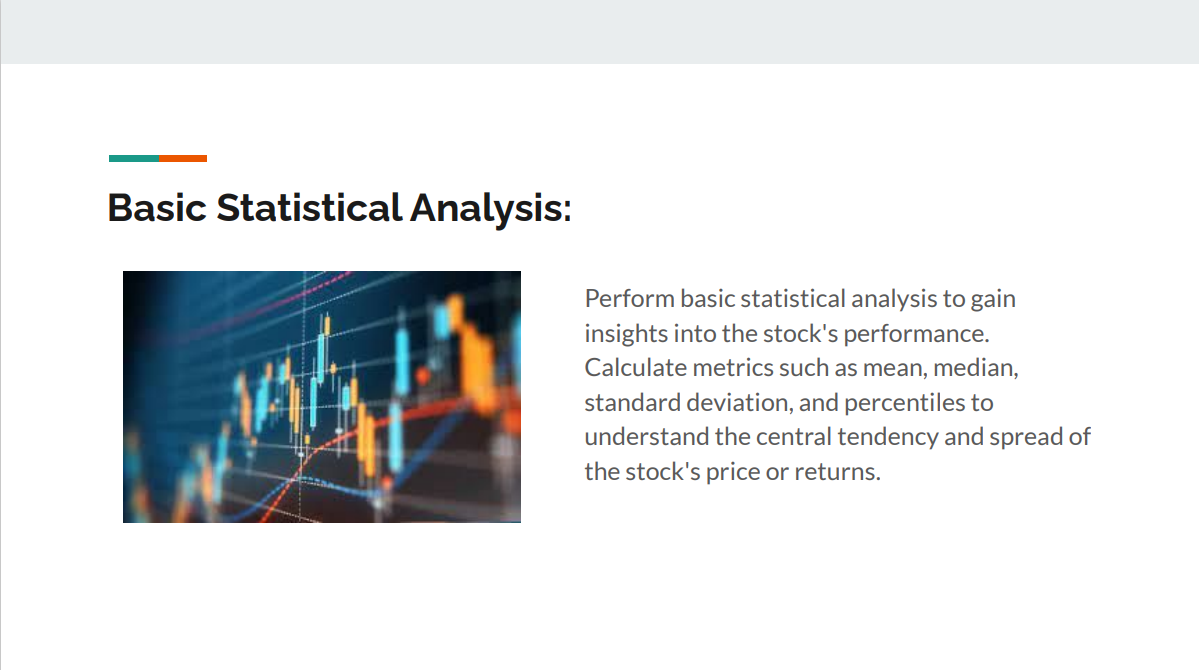 Basic Statistical Analysis:
Perform basic statistical analysis to gain
insights into the stock's performance.
Calculate metrics such as mean, median,
standard deviation, and percentiles to
understand the central tendency and spread of
the stock's price or returns.